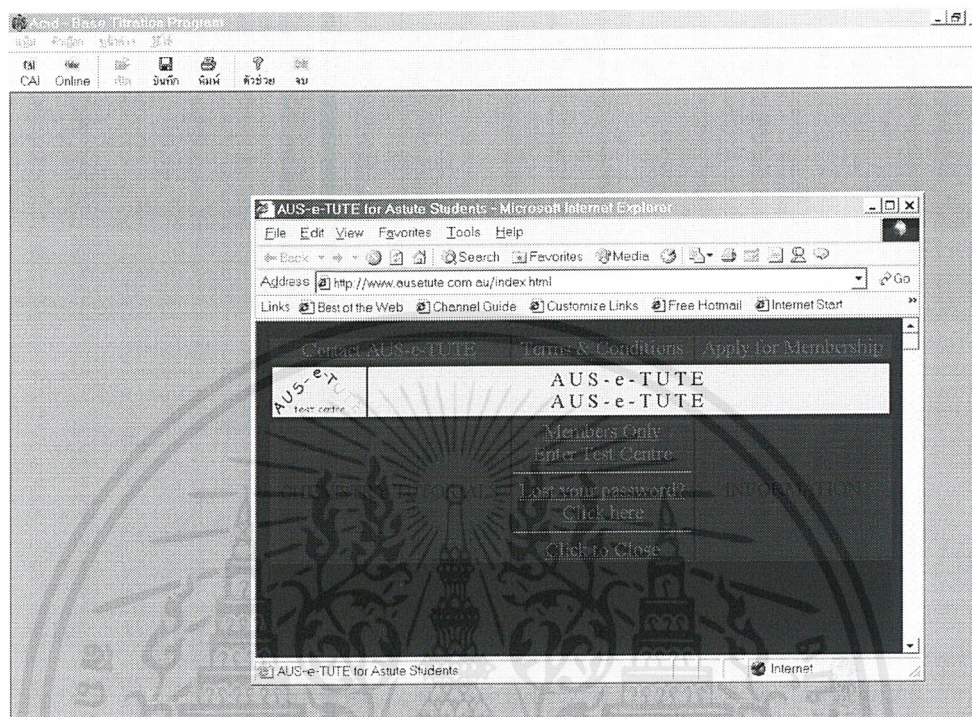 Acid - Base Titration Program
CAI Online เปิด บันทึก พิมพ์ ตัวช่วย จบ
AUS-e-TUTE for Astute Students - Microsoft Internet Explorer
File Edit View Favorites Tools Help
Back Search Favorites Media
Address http://www.ausetute.com.au/index.html Go
Links Best of the Web Channel Guide Customize Links Free Hotmail Internet Start »
Contact AUS-e-TUTE Terms & Conditions Apply for Membership
AUS-e-TUTE
test centre
AUS-e-TUTE
AUS-e-TUTE
Members Only
Enter Test Centre
CHEMISTRY TUTORIALS
Lost your password?
Click here
INFORMATION
Click to Close
AUS-e-TUTE for Astute Students Internet